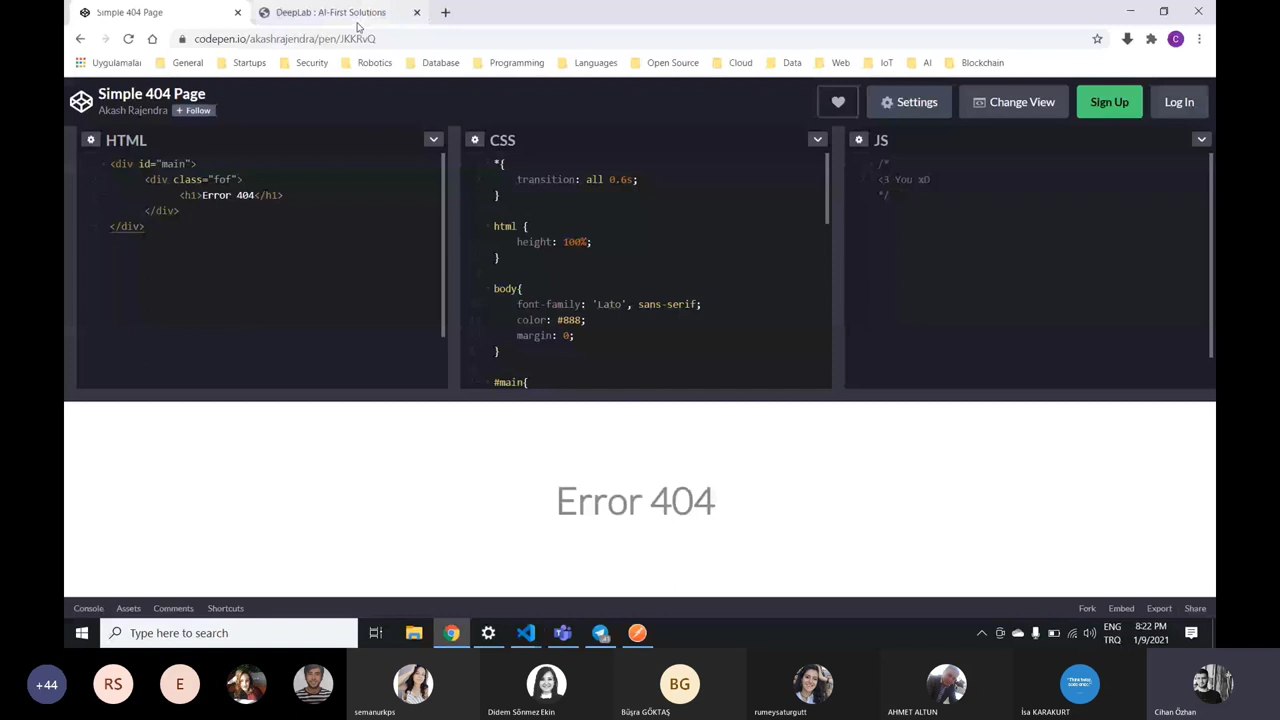 Simple 404 Page
DeepLab : AI-First Solutions
codepen.io/akashrajendra/pen/JKKRvQ
Uygulamalar
General
Startups
Security
Robotics
Database
Programming
Languages
Open Source
Cloud
Data
Web
IoT
AI
Blockchain
C
Simple 404 Page
Akash Rajendra
+ Follow
Settings
Change View
Sign Up
Log In
HTML
<div id="main">
<div class="fof">
<h1>Error 404</h1>
</div>
</div>
CSS
*{
transition: all 0.6s;
}
html {
height: 100%;
}
body{
font-family: 'Lato', sans-serif;
color: #888;
margin: 0;
}
#main{
JS
/*
<3 You xD
*/
Error 404
Console
Assets
Comments
Shortcuts
Fork
Embed
Export
Share
Type here to search
ENG
TRQ
8:22 PM
1/9/2021
+44
RS
E
semanurkps
Didem Sönmez Ekin
BG
Büşra GÖKTAŞ
rumeysaturgutt
AHMET ALTUN
İsa KARAKURT
Cihan Özhan